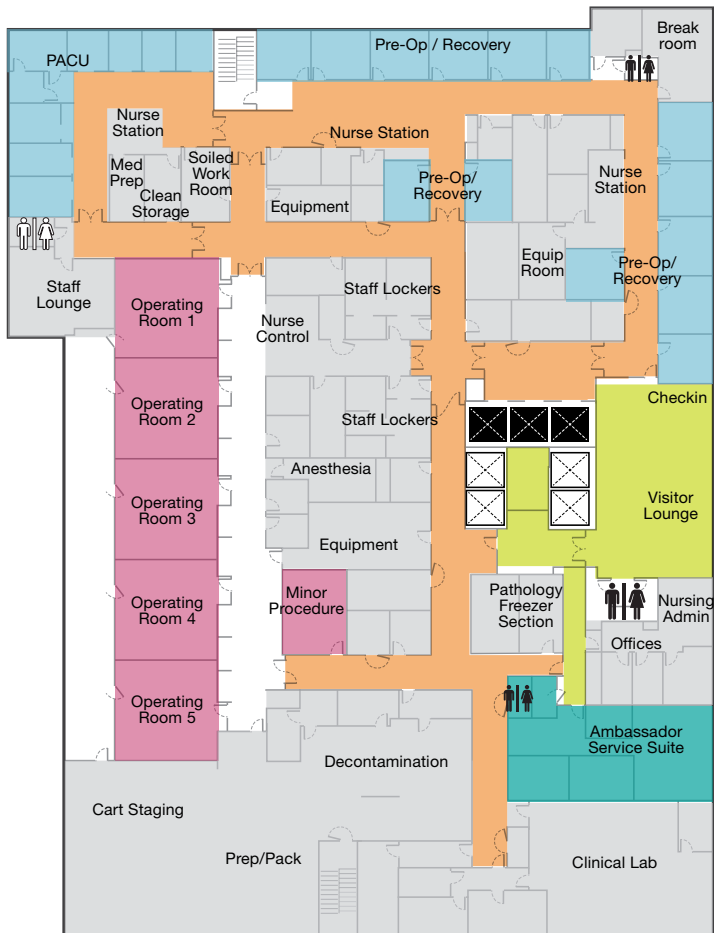 Break
room
Pre-Op / Recovery
PACU
Nurse
Station
Nurse Station
Med
Prep
Clean
Storage
Soiled
Work
Room
Equipment
Pre-Op/
Recovery
Nurse
Station
Equip
Room
Pre-Op/
Recovery
Staff
Lounge
Operating
Room 1
Staff Lockers
Nurse
Control
Operating
Room 2
Staff Lockers
Checkin
Anesthesia
Operating
Room 3
Visitor
Lounge
Equipment
Operating
Room 4
Minor
Procedure
Pathology
Freezer
Section
Nursing
Admin
Offices
Operating
Room 5
Ambassador
Service Suite
Decontamination
Cart Staging
Prep/Pack
Clinical Lab